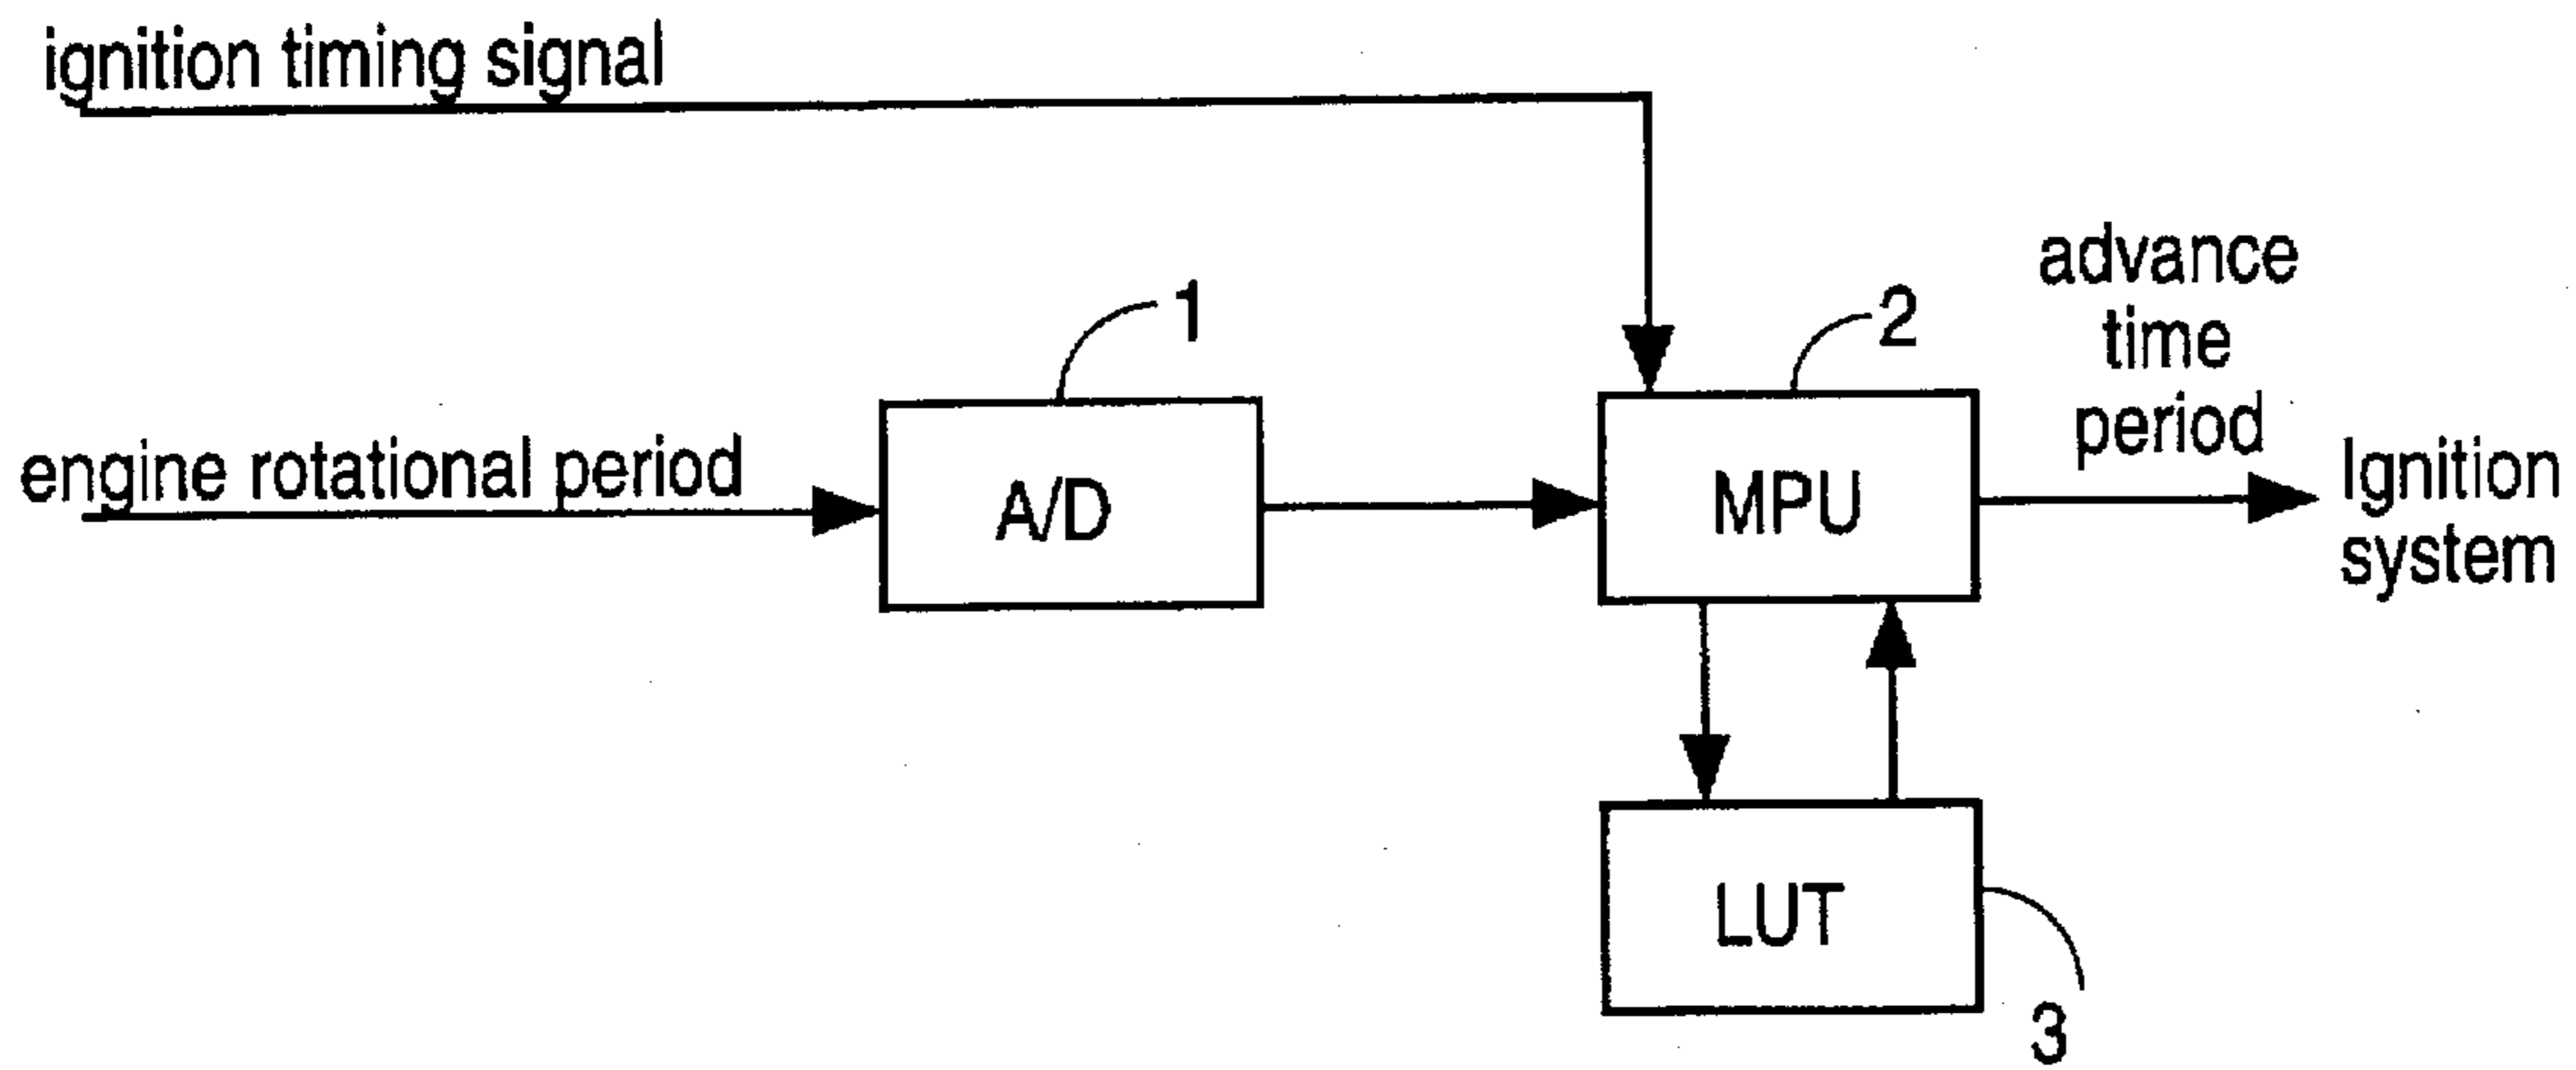 ignition timing signal
1
2
advance
time
period
engine rotational period
A/D
MPU
Ignition
system
LUT
3